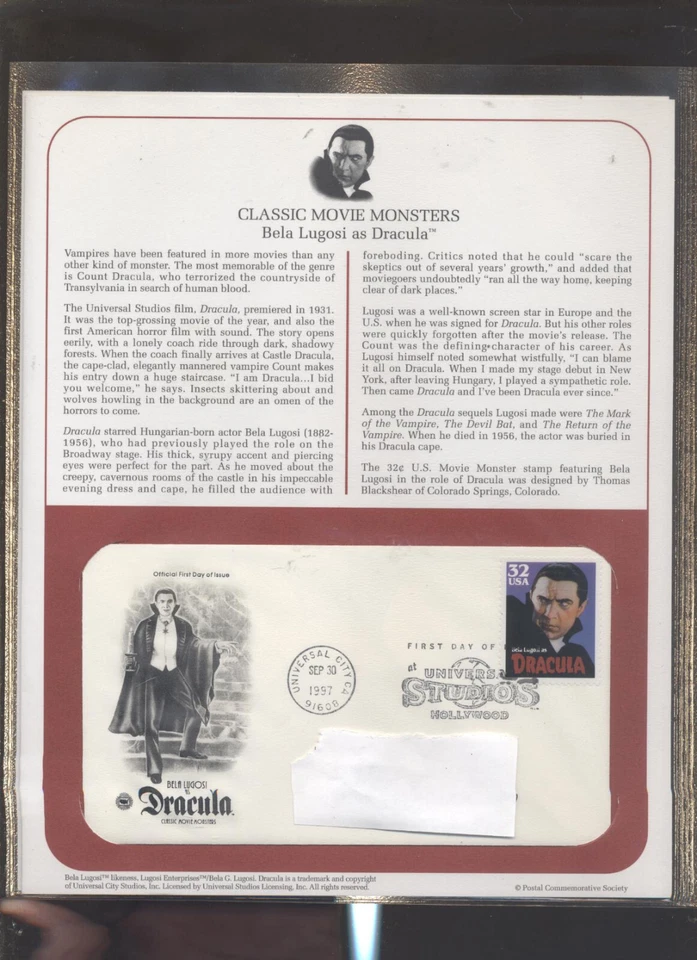 CLASSIC MOVIE MONSTERS
Bela Lugosi as Dracula™
Vampires have been featured in more movies than any
other kind of monster. The most memorable of the genre
is Count Dracula, who terrorized the countryside of
Transylvania in search of human blood.
The Universal Studios film, Dracula, premiered in 1931.
It was the top-grossing movie of the year, and also the
first American horror film with sound. The story opens
eerily, with a lonely coach ride through dark, shadowy
forests. When the coach finally arrives at Castle Dracula,
the cape-clad, elegantly mannered vampire Count makes
his entry down a huge staircase. “I am Dracula...I bid
you welcome,” he says. Insects skittering about and
wolves howling in the background are an omen of the
horrors to come.
Dracula starred Hungarian-born actor Bela Lugosi (1882-
1956), who had previously played the role on the
Broadway stage. His thick, syrupy accent and piercing
eyes were perfect for the part. As he moved about the
creepy, cavernous rooms of the castle in his impeccable
evening dress and cape, he filled the audience with
foreboding. Critics noted that he could “scare the
skeptics out of several years’ growth,” and added that
moviegoers undoubtedly “ran all the way home, keeping
clear of dark places.”
Lugosi was a well-known screen star in Europe and the
U.S. when he was signed for Dracula. But his other roles
were quickly forgotten after the movie’s release. The
Count was the defining character of his career. As
Lugosi himself noted somewhat wistfully, “I can blame
it all on Dracula. When I made my stage debut in New
York, after leaving Hungary, I played a sympathetic role.
Then came Dracula and I’ve been Dracula ever since.”
Among the Dracula sequels Lugosi made were The Mark
of the Vampire, The Devil Bat, and The Return of the
Vampire. When he died in 1956, the actor was buried in
his Dracula cape.
The 32¢ U.S. Movie Monster stamp featuring Bela
Lugosi in the role of Dracula was designed by Thomas
Blackshear of Colorado Springs, Colorado.
Official First Day of Issue
32
USA
Bela Lugosi as
DRACULA
UNIVERSAL CITY CA
SEP 30
1997
91608
FIRST DAY OF
at
UNIVERSAL
STUDIOS
HOLLYWOOD
BELA LUGOSI
as
Dracula
CLASSIC MOVIE MONSTERS
Bela Lugosi™ likeness, Lugosi Enterprises™/Bela G. Lugosi. Dracula is a trademark and copyright
of Universal City Studios, Inc. Licensed by Universal Studios Licensing, Inc. All rights reserved.
© Postal Commemorative Society